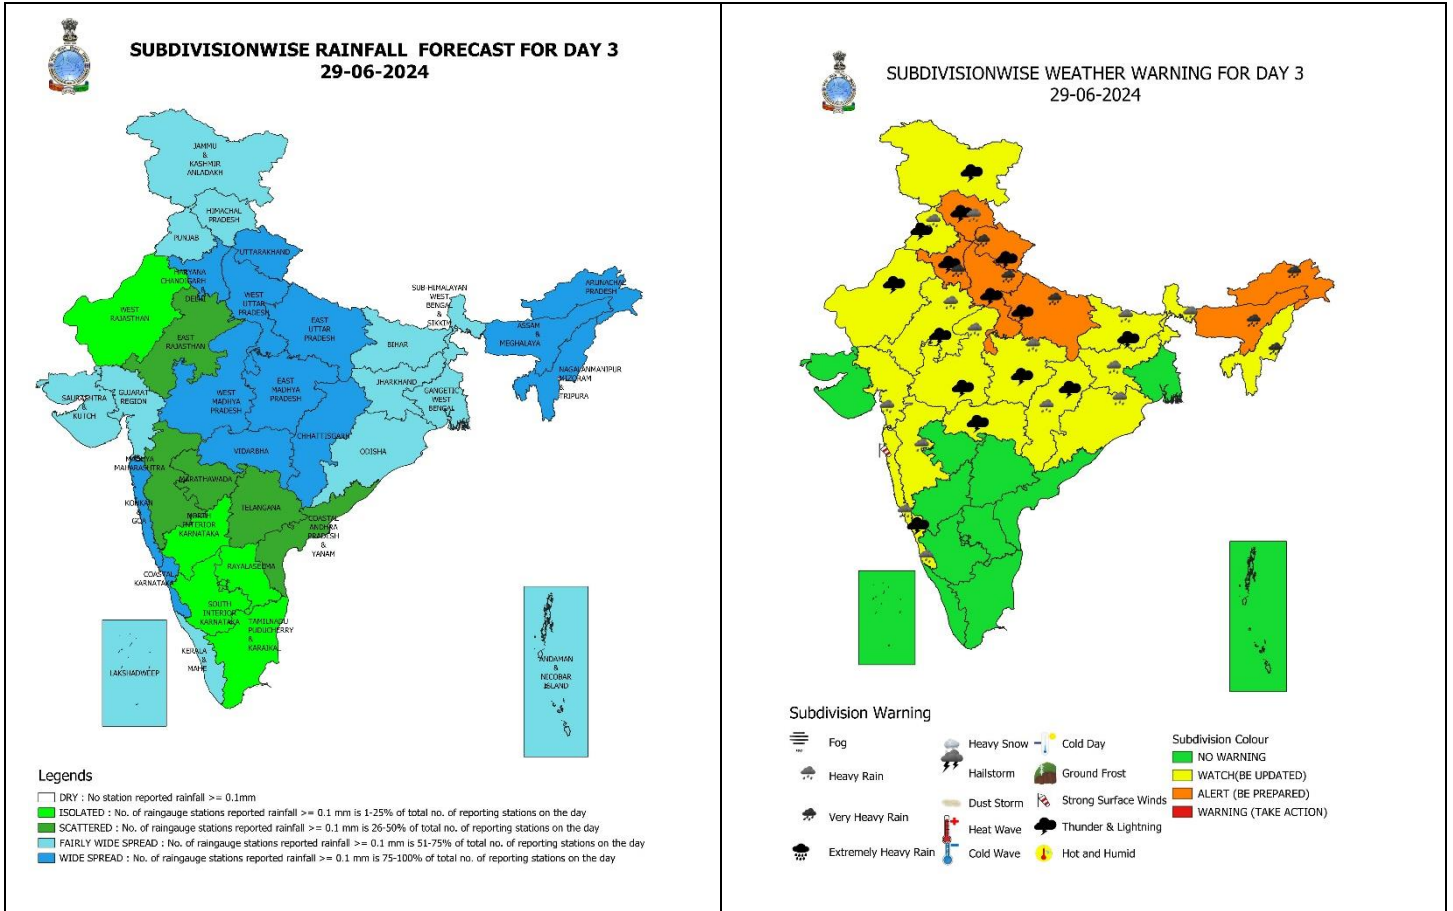 SUBDIVISIONWISE RAINFALL FORECAST FOR DAY 3
29-06-2024
JAMMU
&
KASHMIR
ANLADAKH
HIMACHAL
PRADESH
PUNJAB
UTTARAKHAND
HARYANA
CHANDIGARH
&
DELHI
WEST
UTTAR
PRADESH
WEST
RAJASTHAN
EAST
RAJASTHAN
EAST
UTTAR
PRADESH
SUB HIMALAYAN
WEST
BENGAL
&
SIKKIM
ARUNACHAL
PRADESH
ASSAM
&
MEGHALAYA
NAGALANMANIPUR
MIZORAM
&
TRIPURA
BIHAR
JHARKHAND
GANGETIC
WEST
BENGAL
SAURASHTRA
&
KUTCH
GUJARAT
REGION
WEST
MADHYA
PRADESH
EAST
MADHYA
PRADESH
CHHATTISGARH
ODISHA
VIDARBHA
MADHYA
MAHARASHTRA
MARATHAWADA
KONKAN
&
GOA
TELANGANA
NORTH
INTERIOR
KARNATAKA
COASTAL
ANDHRA
PRADESH
&
YANAM
RAYALASEEMA
COASTAL
KARNATAKA
SOUTH
INTERIOR
KARNATAKA
TAMILNADU
PUDUCHERRY
&
KARAIKAL
KERALA
&
MAHE
LAKSHADWEEP
ANDAMAN
&
NICOBAR
ISLAND
Legends
DRY : No station reported rainfall >= 0.1mm
ISOLATED : No. of raingauge stations reported rainfall >= 0.1 mm is 1-25% of total no. of reporting stations on the day
SCATTERED : No. of raingauge stations reported rainfall >= 0.1 mm is 26-50% of total no. of reporting stations on the day
FAIRLY WIDE SPREAD : No. of raingauge stations reported rainfall >= 0.1 mm is 51-75% of total no. of reporting stations on the day
WIDE SPREAD : No. of raingauge stations reported rainfall >= 0.1 mm is 75-100% of total no. of reporting stations on the day
SUBDIVISIONWISE WEATHER WARNING FOR DAY 3
29-06-2024
Subdivision Warning
Fog
Heavy Rain
Very Heavy Rain
Extremely Heavy Rain
Heavy Snow
Hailstorm
Dust Storm
Heat Wave
Cold Wave
Cold Day
Ground Frost
Strong Surface Winds
Thunder & Lightning
Hot and Humid
Subdivision Colour
NO WARNING
WATCH(BE UPDATED)
ALERT (BE PREPARED)
WARNING (TAKE ACTION)